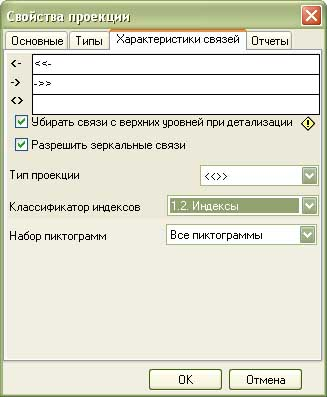 Свойства проекции
Основные Типы Характеристики связей Отчеты
<- <<-
-> ->>
<>
Убирать связи с верхних уровней при детализации
Разрешить зеркальные связи
Тип проекции <<>>
Классификатор индексов 1.2. Индексы
Набор пиктограмм Все пиктограммы
OK Отмена